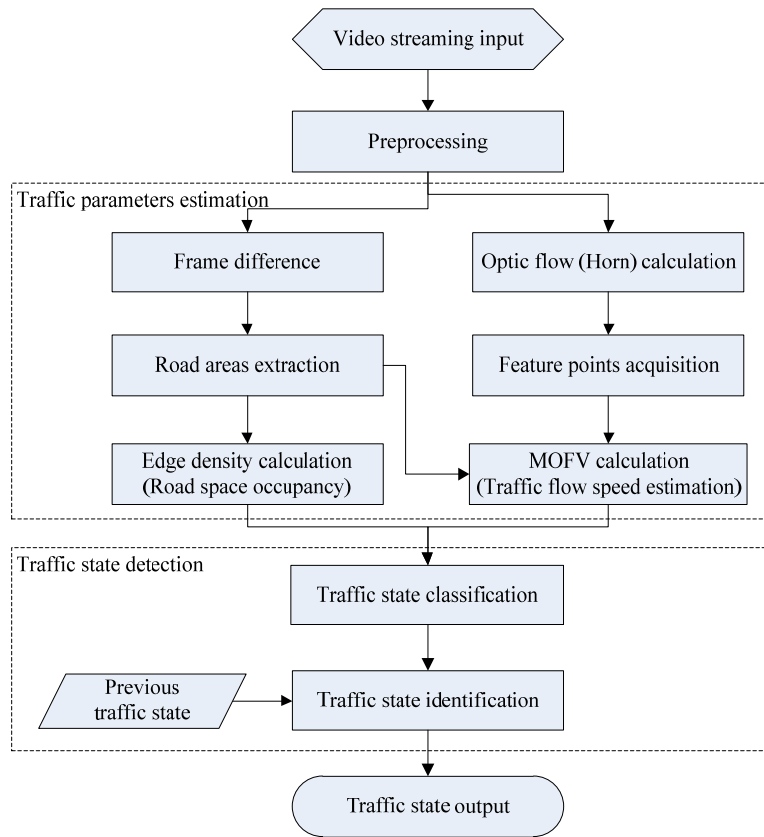 Video streaming input
Preprocessing
Traffic parameters estimation
Frame difference
Optic flow (Horn) calculation
Road areas extraction
Feature points acquisition
Edge density calculation
(Road space occupancy)
MOFV calculation
(Traffic flow speed estimation)
Traffic state detection
Traffic state classification
Previous
traffic state
Traffic state identification
Traffic state output